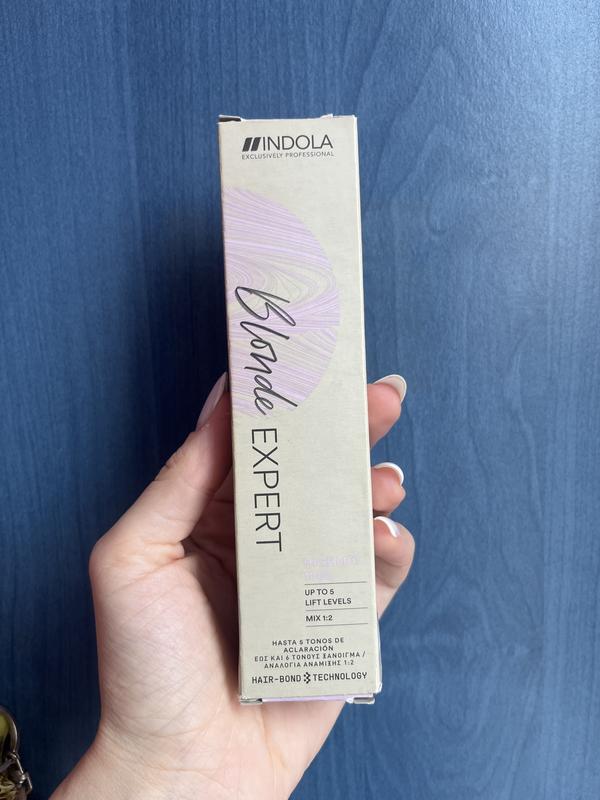 INDOLA
EXCLUSIVELY PROFESSIONAL
Blonde EXPERT
UP TO 5
LIFT LEVELS
MIX 1:2
HASTA 5 TONOS DE
ACLARACIÓN
ΕΩΣ ΚΑΙ 6 ΤΟΝΟΥΣ ΞΑΝΟΙΓΜΑ /
ΑΝΑΛΟΓΙΑ ΑΝΑΜΙΞΗΣ 1:2
HAIR-BOND TECHNOLOGY